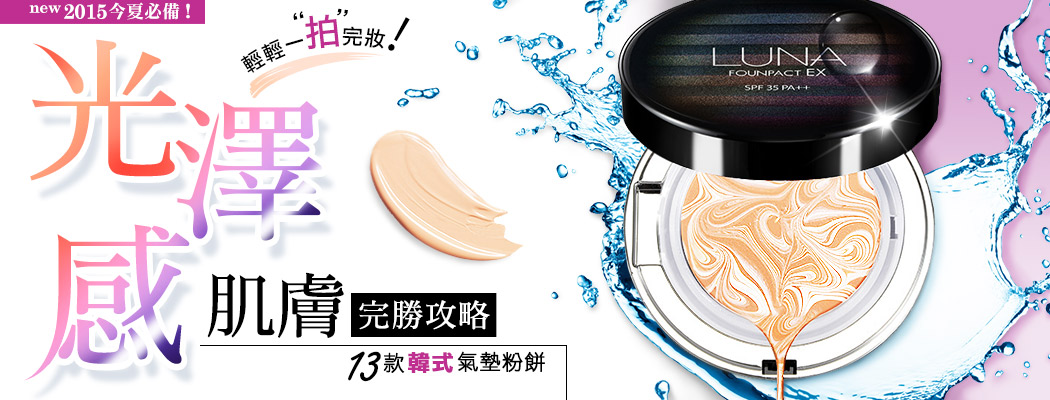 new 2015今夏必備！
輕輕一"拍"完妝！
光澤感
肌膚 完勝攻略
13款韓式氣墊粉餅
LUNA
FOUNPACT EX
SPF 35 PA++